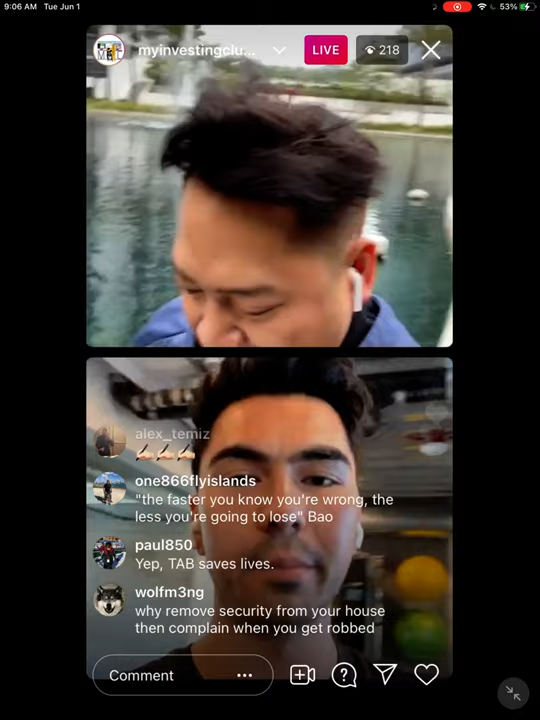 9:06 AM Tue Jun 1
53%
myinvestingclu...
LIVE
218
alex_temiz
one866flyislands
"the faster you know you're wrong, the
less you're going to lose" Bao
paul850
Yep, TAB saves lives.
wolfm3ng
why remove security from your house
then complain when you get robbed
Comment